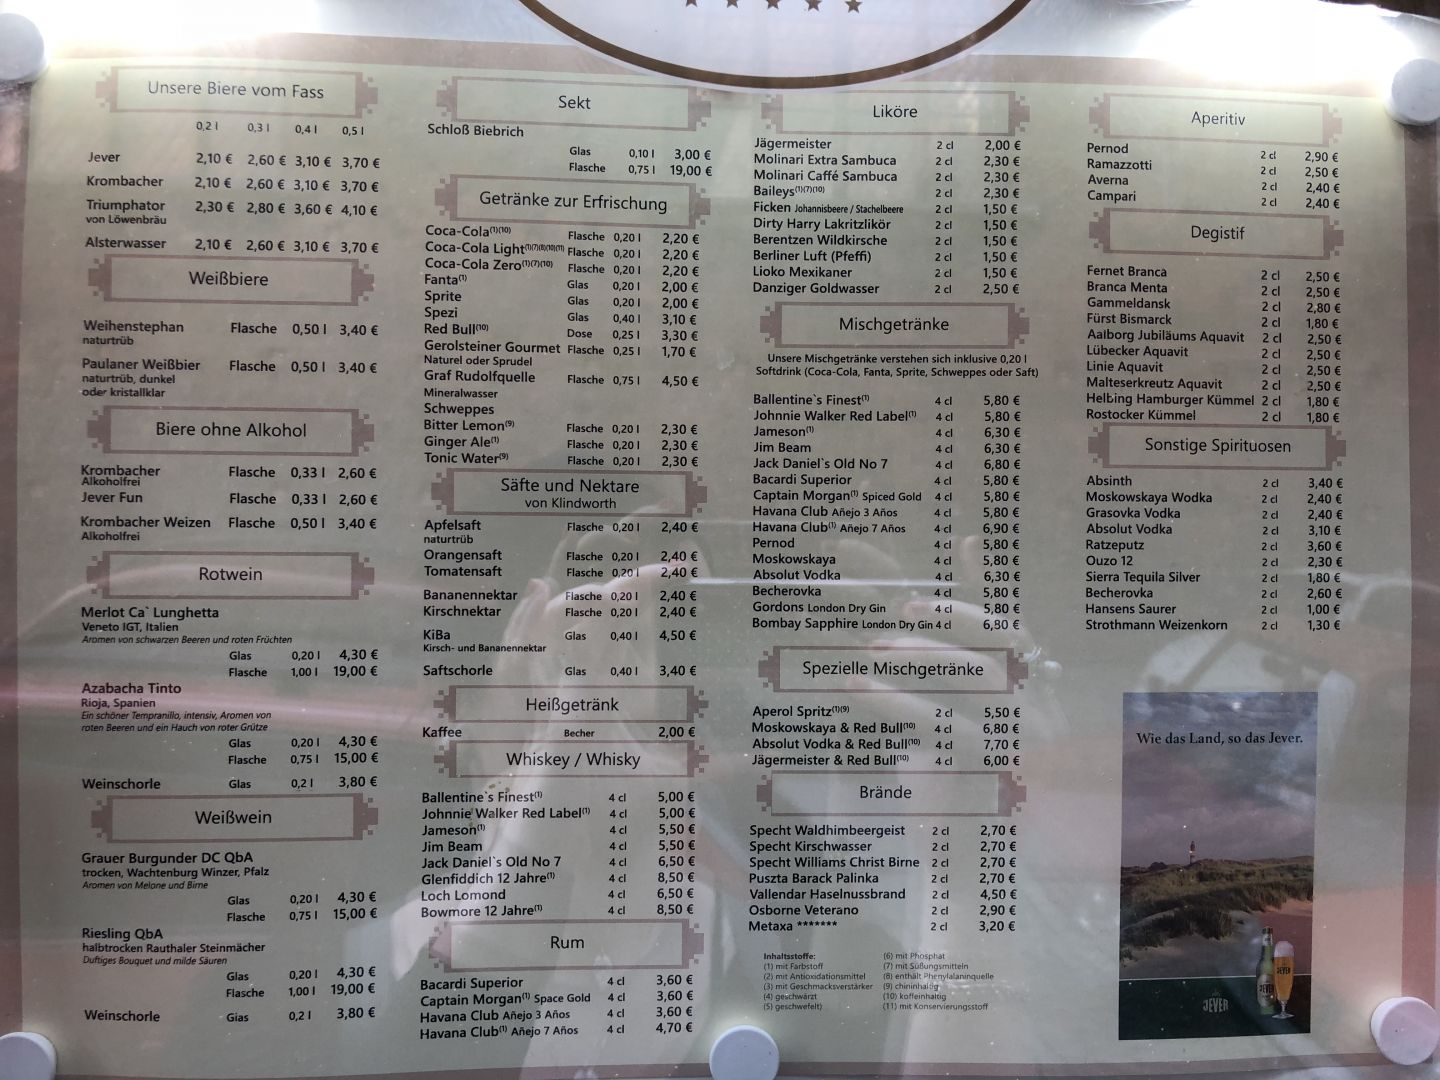 Unsere Biere vom Fass
0,2 l 0,3 l 0,4 l 0,5 l
Jever 2,10 € 2,60 € 3,10 € 3,70 €
Krombacher 2,10 € 2,60 € 3,10 € 3,70 €
Triumphator 2,30 € 2,80 € 3,60 € 4,10 €
von Löwenbräu
Alsterwasser 2,10 € 2,60 € 3,10 € 3,70 €
Weißbiere
Weihenstephan Flasche 0,50 l 3,40 €
naturtrüb
Paulaner Weißbier Flasche 0,50 l 3,40 €
naturtrüb, dunkel
oder kristallklar
Biere ohne Alkohol
Krombacher Flasche 0,33 l 2,60 €
Alkoholfrei
Jever Fun Flasche 0,33 l 2,60 €
Krombacher Weizen Flasche 0,50 l 3,40 €
Alkoholfrei
Rotwein
Merlot Ca` Lunghetta
Veneto IGT, Italien
Aromen von schwarzen Beeren und roten Früchten
Glas 0,20 l 4,30 €
Flasche 1,00 l 19,00 €
Azabacha Tinto
Rioja, Spanien
Ein schöner Tempranillo, intensiv, Aromen von
roten Beeren und ein Hauch von roter Grütze
Glas 0,20 l 4,30 €
Flasche 0,75 l 15,00 €
Weinschorle Glas 0,2 l 3,80 €
Weißwein
Grauer Burgunder DC QbA
trocken, Wachtenburg Winzer, Pfalz
Aromen von Melone und Birne
Glas 0,20 l 4,30 €
Flasche 0,75 l 15,00 €
Riesling QbA
halbtrocken Rauthaler Steinmächer
Duftiges Bouquet und milde Säuren
Glas 0,20 l 4,30 €
Flasche 1,00 l 19,00 €
Weinschorle Glas 0,2 l 3,80 €
Sekt
Schloß Biebrich
Glas 0,10 l 3,00 €
Flasche 0,75 l 19,00 €
Getränke zur Erfrischung
Coca-Cola(1)(10) Flasche 0,20 l 2,20 €
Coca-Cola Light(1)(7)(8)(10)(11) Flasche 0,20 l 2,20 €
Coca-Cola Zero(1)(7)(10) Flasche 0,20 l 2,20 €
Fanta(1) Glas 0,20 l 2,00 €
Sprite Glas 0,20 l 2,00 €
Spezi Glas 0,40 l 3,10 €
Red Bull(10) Dose 0,25 l 3,30 €
Gerolsteiner Gourmet Flasche 0,25 l 1,70 €
Naturel oder Sprudel
Graf Rudolfquelle Flasche 0,75 l 4,50 €
Mineralwasser
Schweppes
Bitter Lemon(9) Flasche 0,20 l 2,30 €
Ginger Ale(1) Flasche 0,20 l 2,30 €
Tonic Water(9) Flasche 0,20 l 2,30 €
Säfte und Nektare
von Klindworth
Apfelsaft Flasche 0,20 l 2,40 €
naturtrüb
Orangensaft Flasche 0,20 l 2,40 €
Tomatensaft Flasche 0,20 l 2,40 €
Bananennektar Flasche 0,20 l 2,40 €
Kirschnektar Flasche 0,20 l 2,40 €
KiBa Glas 0,40 l 4,50 €
Kirsch- und Bananennektar
Saftschorle Glas 0,40 l 3,40 €
Heißgetränk
Kaffee Becher 2,00 €
Whiskey / Whisky
Ballentine`s Finest(1) 4 cl 5,00 €
Johnnie Walker Red Label(1) 4 cl 5,00 €
Jameson(1) 4 cl 5,50 €
Jim Beam 4 cl 5,50 €
Jack Daniel`s Old No 7 4 cl 6,50 €
Glenfiddich 12 Jahre(1) 4 cl 8,50 €
Loch Lomond 4 cl 6,50 €
Bowmore 12 Jahre(1) 4 cl 8,50 €
Rum
Bacardi Superior 4 cl 3,60 €
Captain Morgan(1) Space Gold 4 cl 3,60 €
Havana Club Añejo 3 Años 4 cl 3,60 €
Havana Club(1) Añejo 7 Años 4 cl 4,70 €
Liköre
Jägermeister 2 cl 2,00 €
Molinari Extra Sambuca 2 cl 2,30 €
Molinari Caffé Sambuca 2 cl 2,30 €
Baileys(1)(7)(10) 2 cl 2,30 €
Ficken Johannisbeere / Stachelbeere 2 cl 1,50 €
Dirty Harry Lakritzlikör 2 cl 1,50 €
Berentzen Wildkirsche 2 cl 1,50 €
Berliner Luft (Pfeffi) 2 cl 1,50 €
Lioko Mexikaner 2 cl 1,50 €
Danziger Goldwasser 2 cl 2,50 €
Mischgetränke
Unsere Mischgetränke verstehen sich inklusive 0,20 l
Softdrink (Coca-Cola, Fanta, Sprite, Schweppes oder Saft)
Ballentine`s Finest(1) 4 cl 5,80 €
Johnnie Walker Red Label(1) 4 cl 5,80 €
Jameson(1) 4 cl 6,30 €
Jim Beam 4 cl 6,30 €
Jack Daniel`s Old No 7 4 cl 6,80 €
Bacardi Superior 4 cl 5,80 €
Captain Morgan(1) Spiced Gold 4 cl 5,80 €
Havana Club Añejo 3 Años 4 cl 5,80 €
Havana Club(1) Añejo 7 Años 4 cl 6,90 €
Pernod 4 cl 5,80 €
Moskowskaya 4 cl 5,80 €
Absolut Vodka 4 cl 6,30 €
Becherovka 4 cl 5,80 €
Gordons London Dry Gin 4 cl 5,80 €
Bombay Sapphire London Dry Gin 4 cl 6,80 €
Spezielle Mischgetränke
Aperol Spritz(1)(9) 2 cl 5,50 €
Moskowskaya & Red Bull(10) 4 cl 6,80 €
Absolut Vodka & Red Bull(10) 4 cl 7,70 €
Jägermeister & Red Bull(10) 4 cl 6,00 €
Brände
Specht Waldhimbeergeist 2 cl 2,70 €
Specht Kirschwasser 2 cl 2,70 €
Specht Williams Christ Birne 2 cl 2,70 €
Puszta Barack Palinka 2 cl 2,70 €
Vallendar Haselnussbrand 2 cl 4,50 €
Osborne Veterano 2 cl 2,90 €
Metaxa ******* 2 cl 3,20 €
Inhaltsstoffe:
(1) mit Farbstoff
(2) mit Antioxidationsmittel
(3) mit Geschmacksverstärker
(4) geschwärzt
(5) geschwefelt)
(6) mit Phosphat
(7) mit Süßungsmitteln
(8) enthält Phenylalaninquelle
(9) chininhaltig
(10) koffeinhaltig
(11) mit Konservierungsstoff
Aperitiv
Pernod 2 cl 2,90 €
Ramazzotti 2 cl 2,50 €
Averna 2 cl 2,40 €
Campari 2 cl 2,40 €
Degistif
Fernet Branca 2 cl 2,50 €
Branca Menta 2 cl 2,50 €
Gammeldansk 2 cl 2,80 €
Fürst Bismarck 2 cl 1,80 €
Aalborg Jubiläums Aquavit 2 cl 2,50 €
Lübecker Aquavit 2 cl 2,50 €
Linie Aquavit 2 cl 2,50 €
Malteserkreutz Aquavit 2 cl 2,50 €
Helbing Hamburger Kümmel 2 cl 1,80 €
Rostocker Kümmel 2 cl 1,80 €
Sonstige Spirituosen
Absinth 2 cl 3,40 €
Moskowskaya Wodka 2 cl 2,40 €
Grasovka Vodka 2 cl 2,40 €
Absolut Vodka 2 cl 3,10 €
Ratzeputz 2 cl 3,60 €
Ouzo 12 2 cl 2,30 €
Sierra Tequila Silver 2 cl 1,80 €
Becherovka 2 cl 2,60 €
Hansens Saurer 2 cl 1,00 €
Strothmann Weizenkorn 2 cl 1,30 €
Wie das Land, so das Jever.
JEVER
JEVER
JEVER